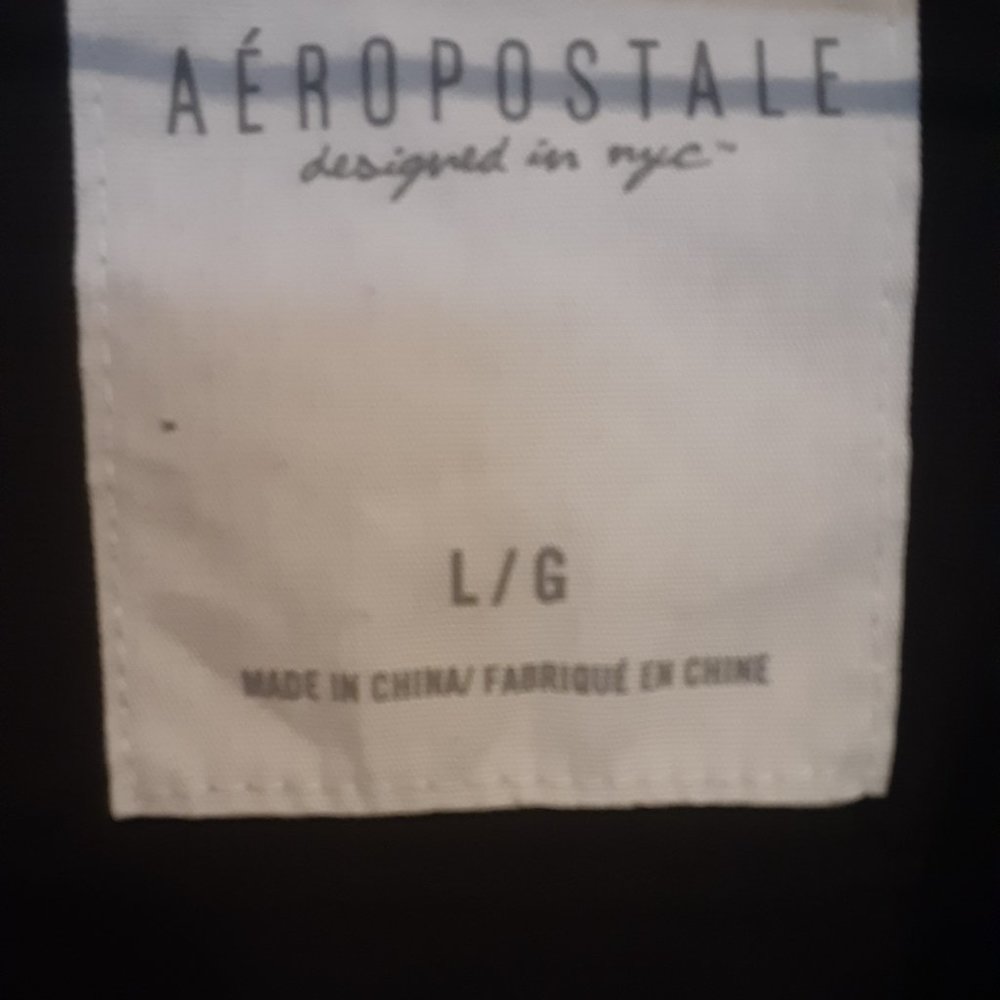 AÉROPOSTALE
designed in nyc™
L/G
MADE IN CHINA/ FABRIQUÉ EN CHINE